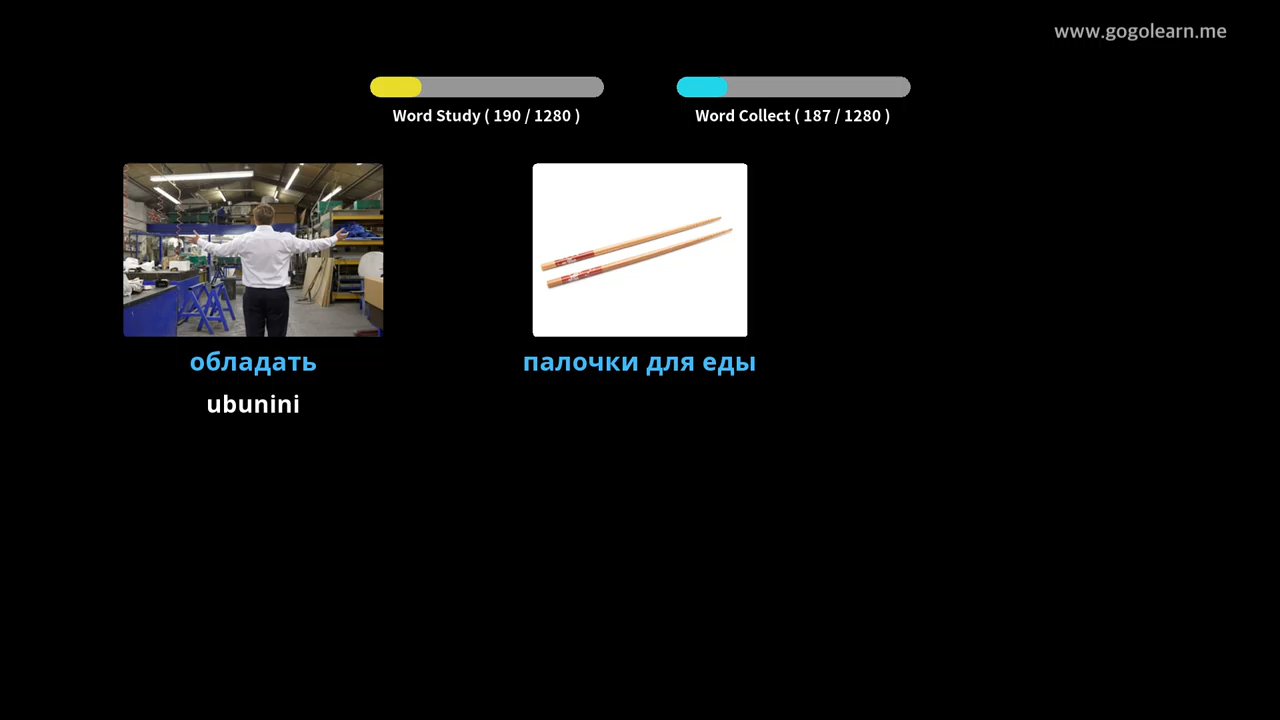 www.gogolearn.me
Word Study ( 190 / 1280 )
Word Collect ( 187 / 1280 )
обладать
палочки для еды
ubunini